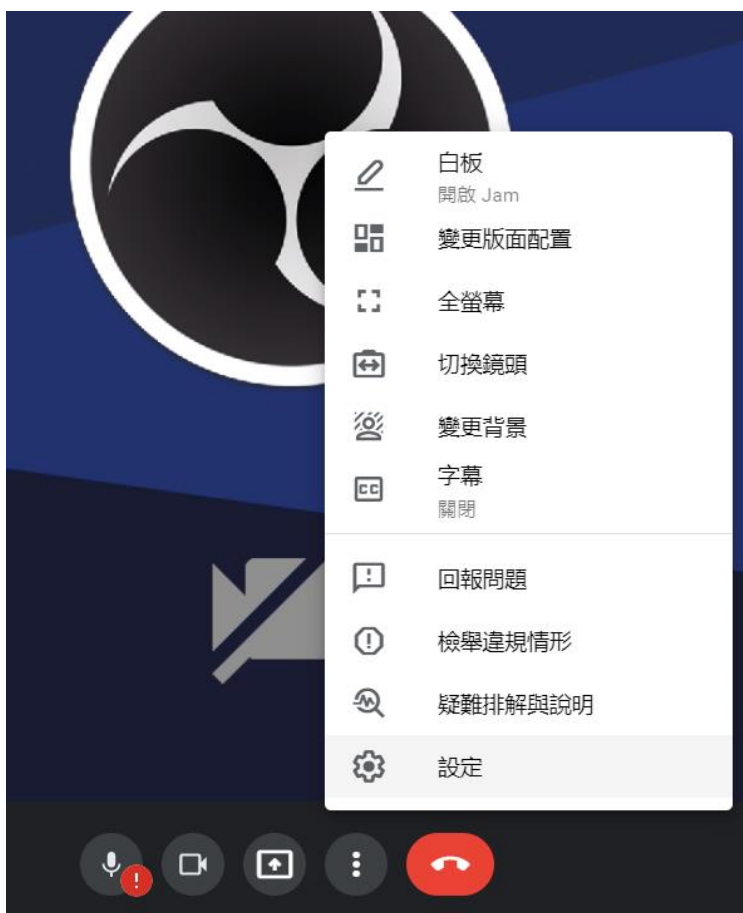 白板
開啟 Jam
變更版面配置
全螢幕
切換鏡頭
變更背景
CC
字幕
關閉
回報問題
檢舉違規情形
疑難排解與說明
設定